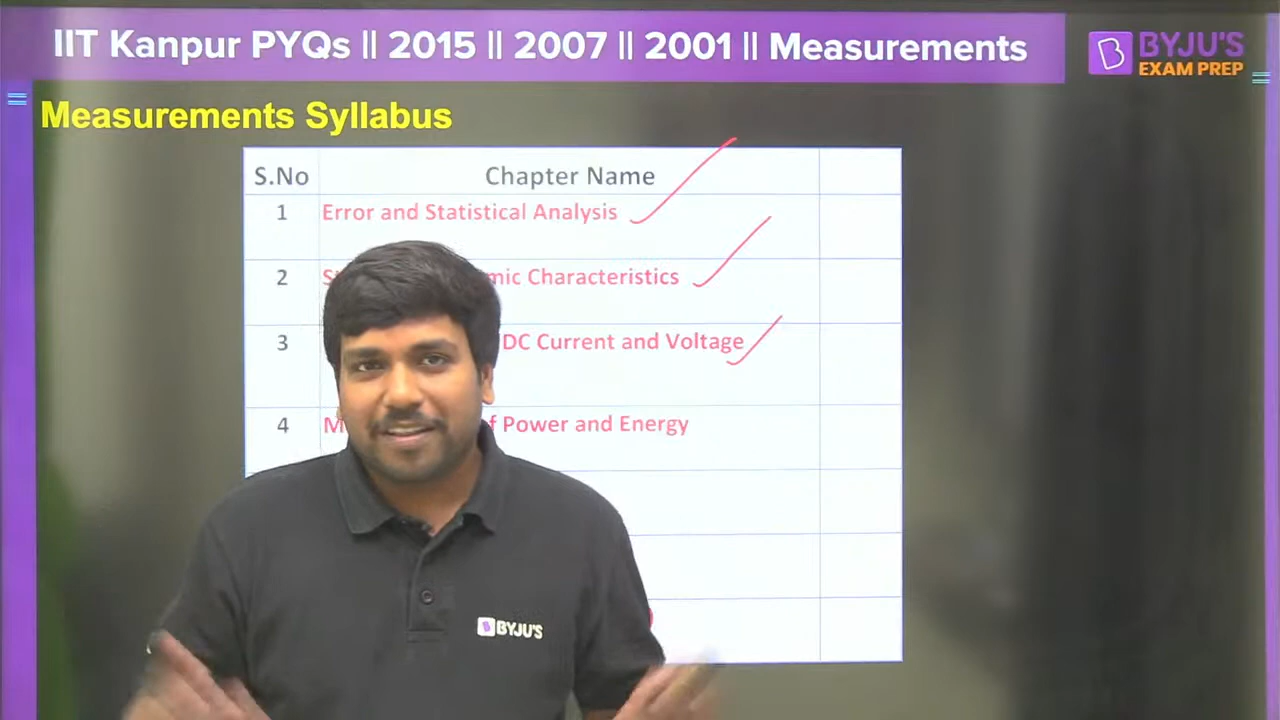 IIT Kanpur PYQs || 2015 || 2007 || 2001 || Measurements
BYJU'S
EXAM PREP
Measurements Syllabus
S.No Chapter Name
1 Error and Statistical Analysis
2 Characteristics
3 DC Current and Voltage
4 of Power and Energy
BYJU'S